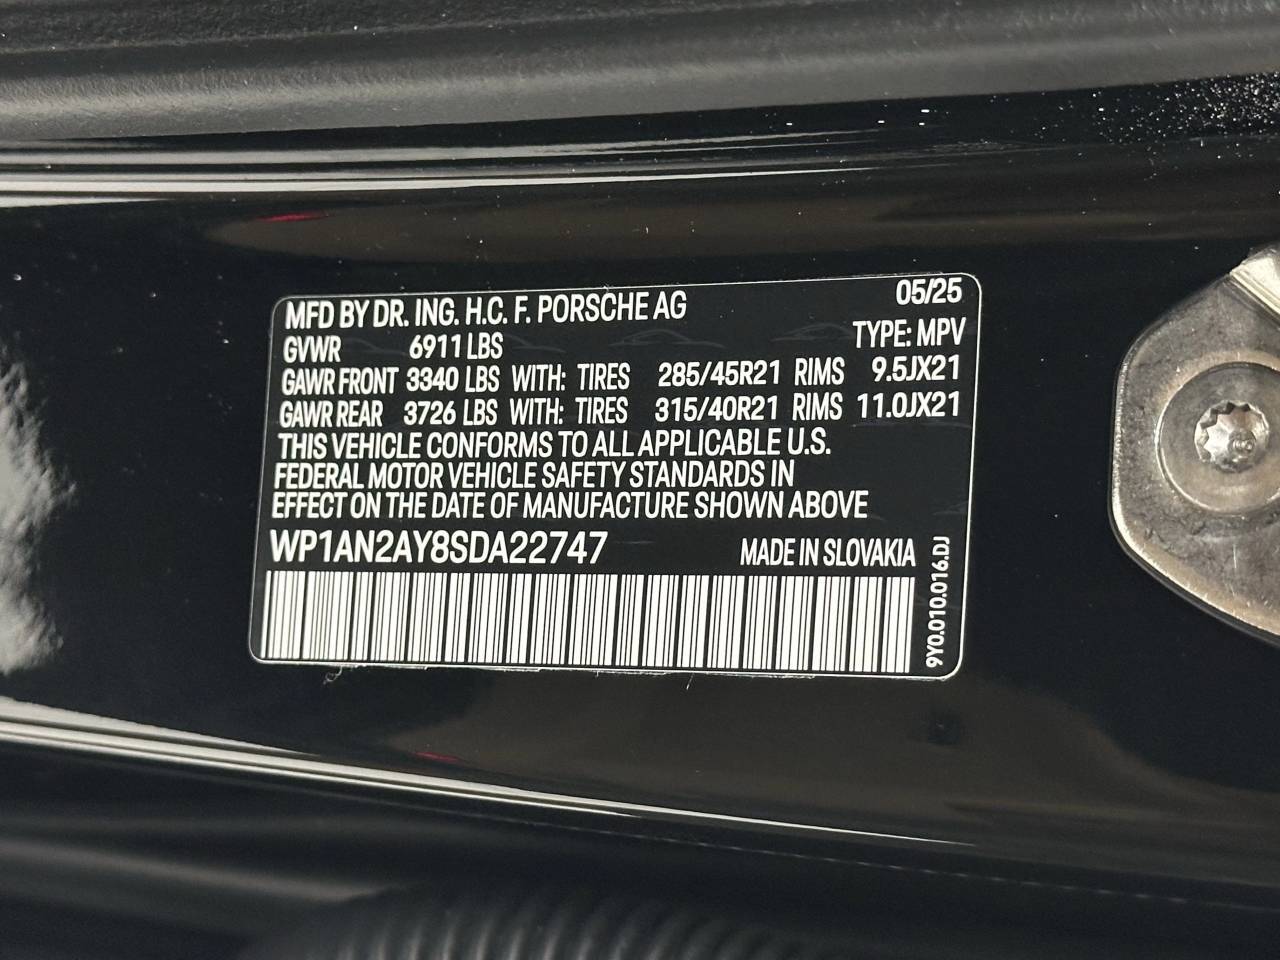 MFD BY DR. ING. H.C. F. PORSCHE AG 05/25
TYPE: MPV
GVWR 6911 LBS
GAWR FRONT 3340 LBS WITH: TIRES 285/45R21 RIMS 9.5JX21
GAWR REAR 3726 LBS WITH: TIRES 315/40R21 RIMS 11.0JX21
THIS VEHICLE CONFORMS TO ALL APPLICABLE U.S.
FEDERAL MOTOR VEHICLE SAFETY STANDARDS IN
EFFECT ON THE DATE OF MANUFACTURE SHOWN ABOVE
WP1AN2AY8SDA22747 MADE IN SLOVAKIA
9Y0.010.016.DJ